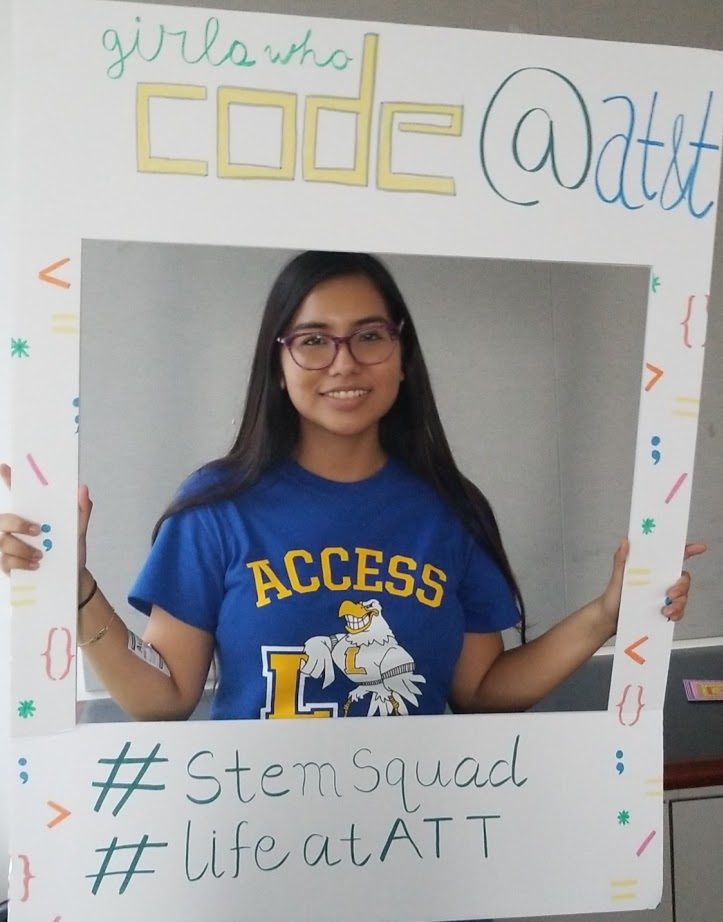 girls who
code @ at&t
ACCESS
L L
#StemSquad
#lifeatATT